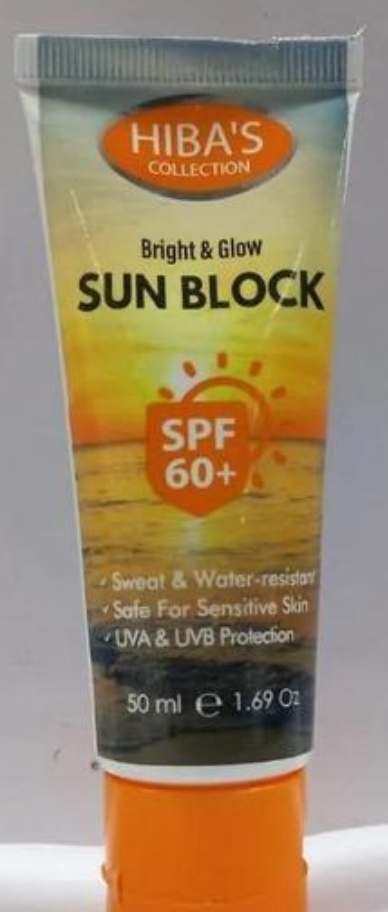 HIBA'S
COLLECTION
Bright & Glow
SUN BLOCK
SPF
60+
✓ Sweat & Water-resistant
✓ Safe For Sensitive Skin
✓ UVA & UVB Protection
50 ml ℮ 1.69 Oz